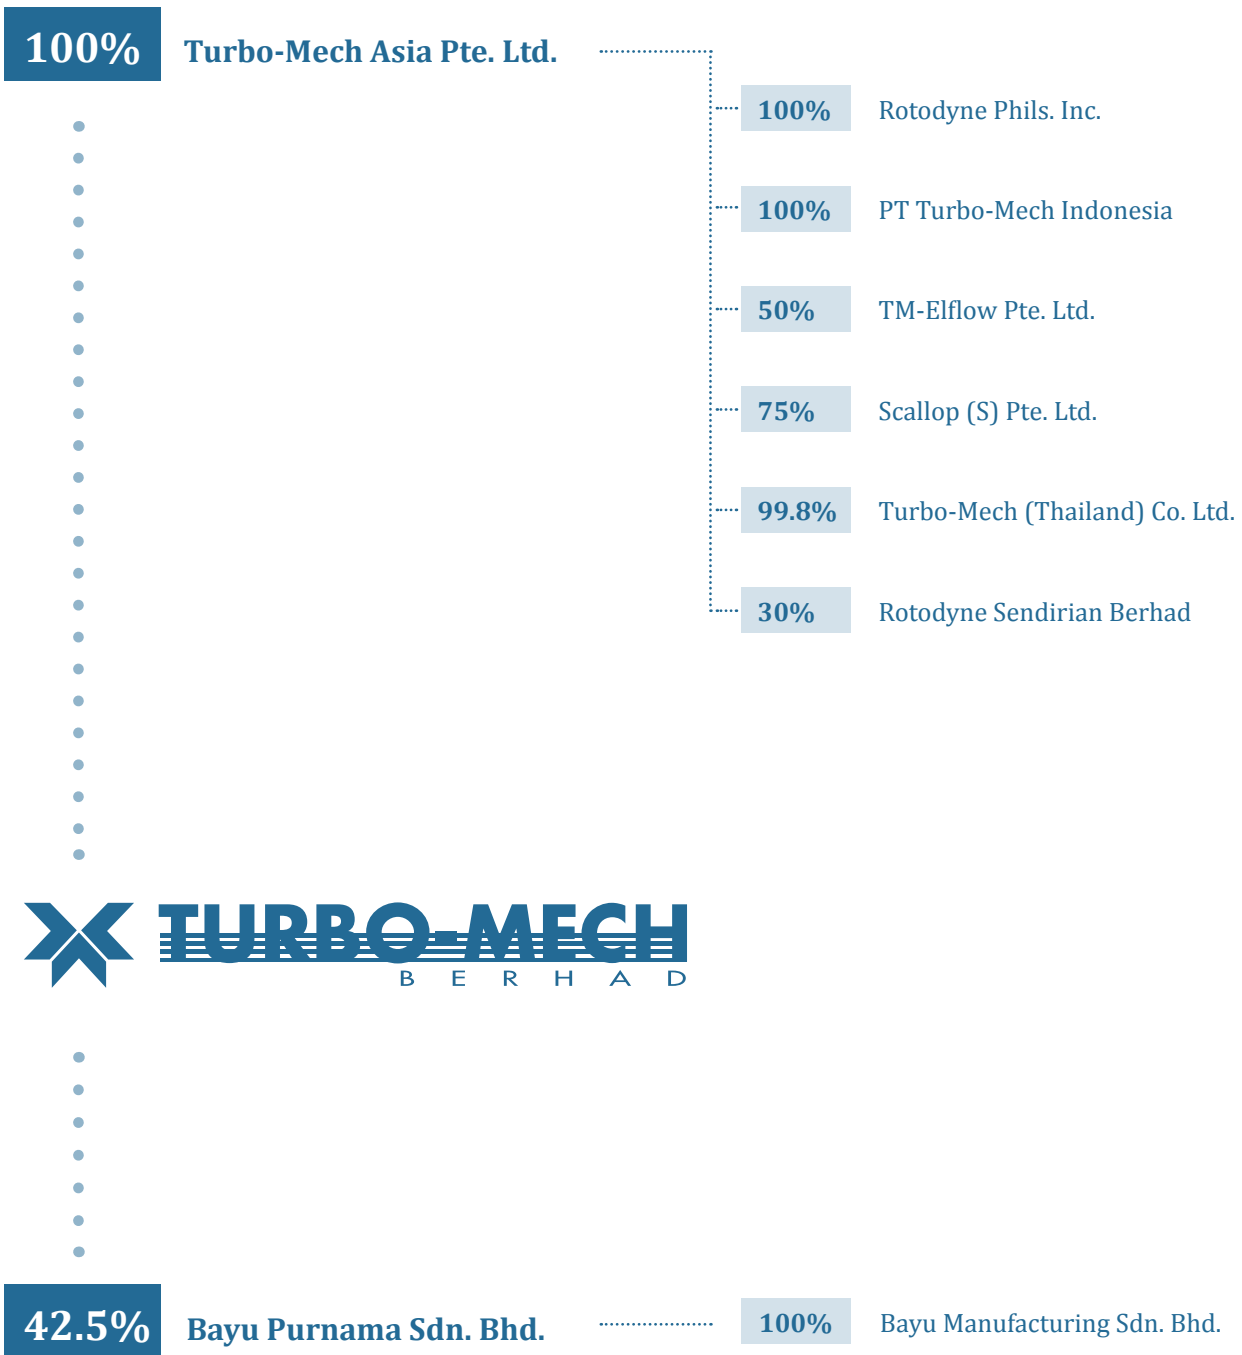 100% Turbo-Mech Asia Pte. Ltd.
100% Rotodyne Phils. Inc.
100% PT Turbo-Mech Indonesia
50% TM-Elflow Pte. Ltd.
75% Scallop (S) Pte. Ltd.
99.8% Turbo-Mech (Thailand) Co. Ltd.
30% Rotodyne Sendirian Berhad
TURBO-MECH
BERHAD
42.5% Bayu Purnama Sdn. Bhd. 100% Bayu Manufacturing Sdn. Bhd.